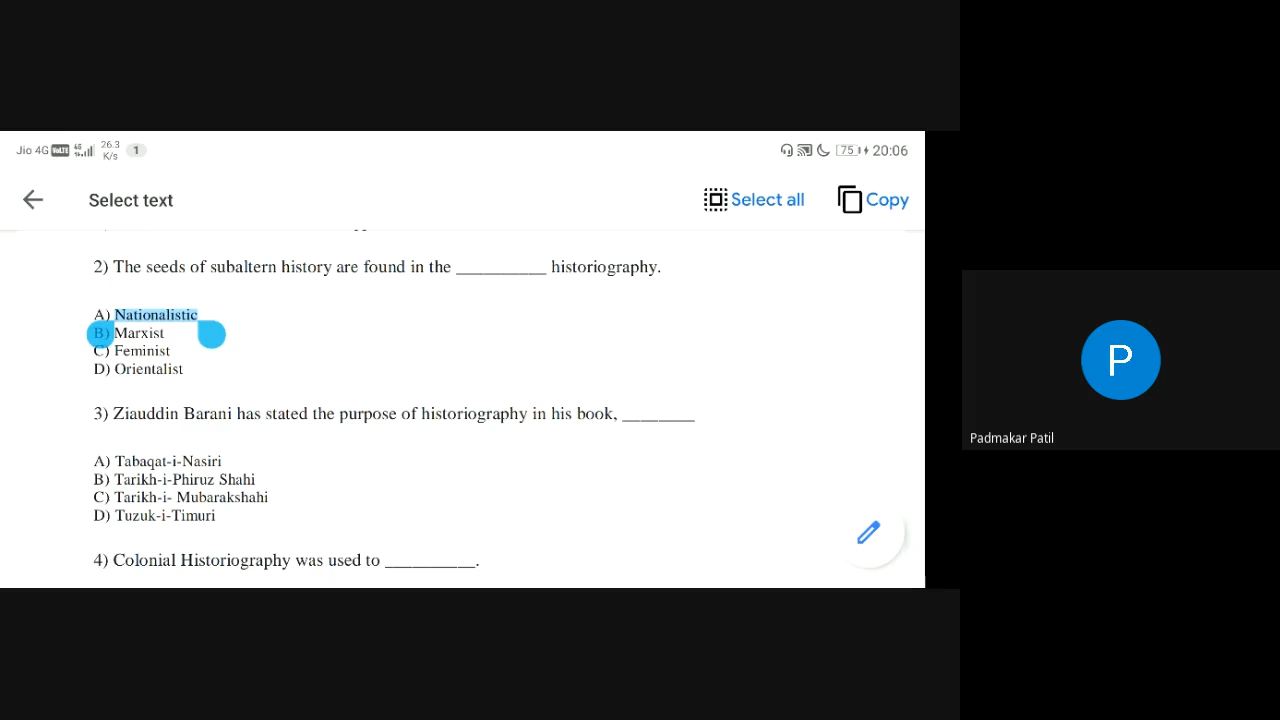 Jio 4G VoLTE 4G 26.3 K/s 1 75 20:06
Select text Select all Copy
2) The seeds of subaltern history are found in the __________ historiography.
A) Nationalistic
B) Marxist
C) Feminist
D) Orientalist
3) Ziauddin Barani has stated the purpose of historiography in his book, ________
A) Tabaqat-i-Nasiri
B) Tarikh-i-Phiruz Shahi
C) Tarikh-i- Mubarakshahi
D) Tuzuk-i-Timuri
4) Colonial Historiography was used to __________.
P
Padmakar Patil